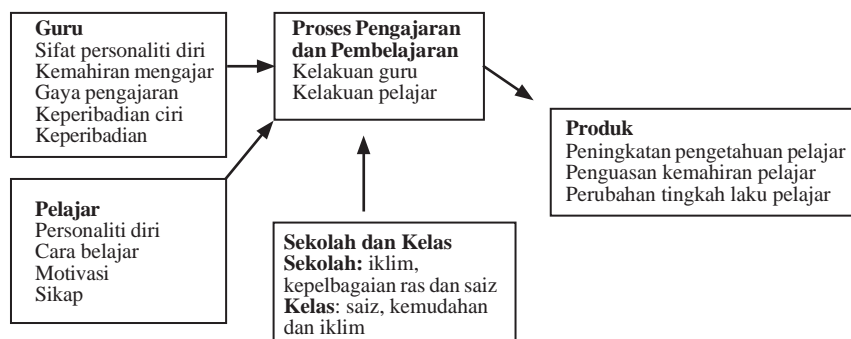 Guru
Sifat personaliti diri
Kemahiran mengajar
Gaya pengajaran
Keperibadian ciri
Keperibadian
Proses Pengajaran
dan Pembelajaran
Kelakuan guru
Kelakuan pelajar
Produk
Peningkatan pengetahuan pelajar
Penguasan kemahiran pelajar
Perubahan tingkah laku pelajar
Pelajar
Personaliti diri
Cara belajar
Motivasi
Sikap
Sekolah dan Kelas
Sekolah: iklim,
kepelbagaian ras dan saiz
Kelas: saiz, kemudahan
dan iklim